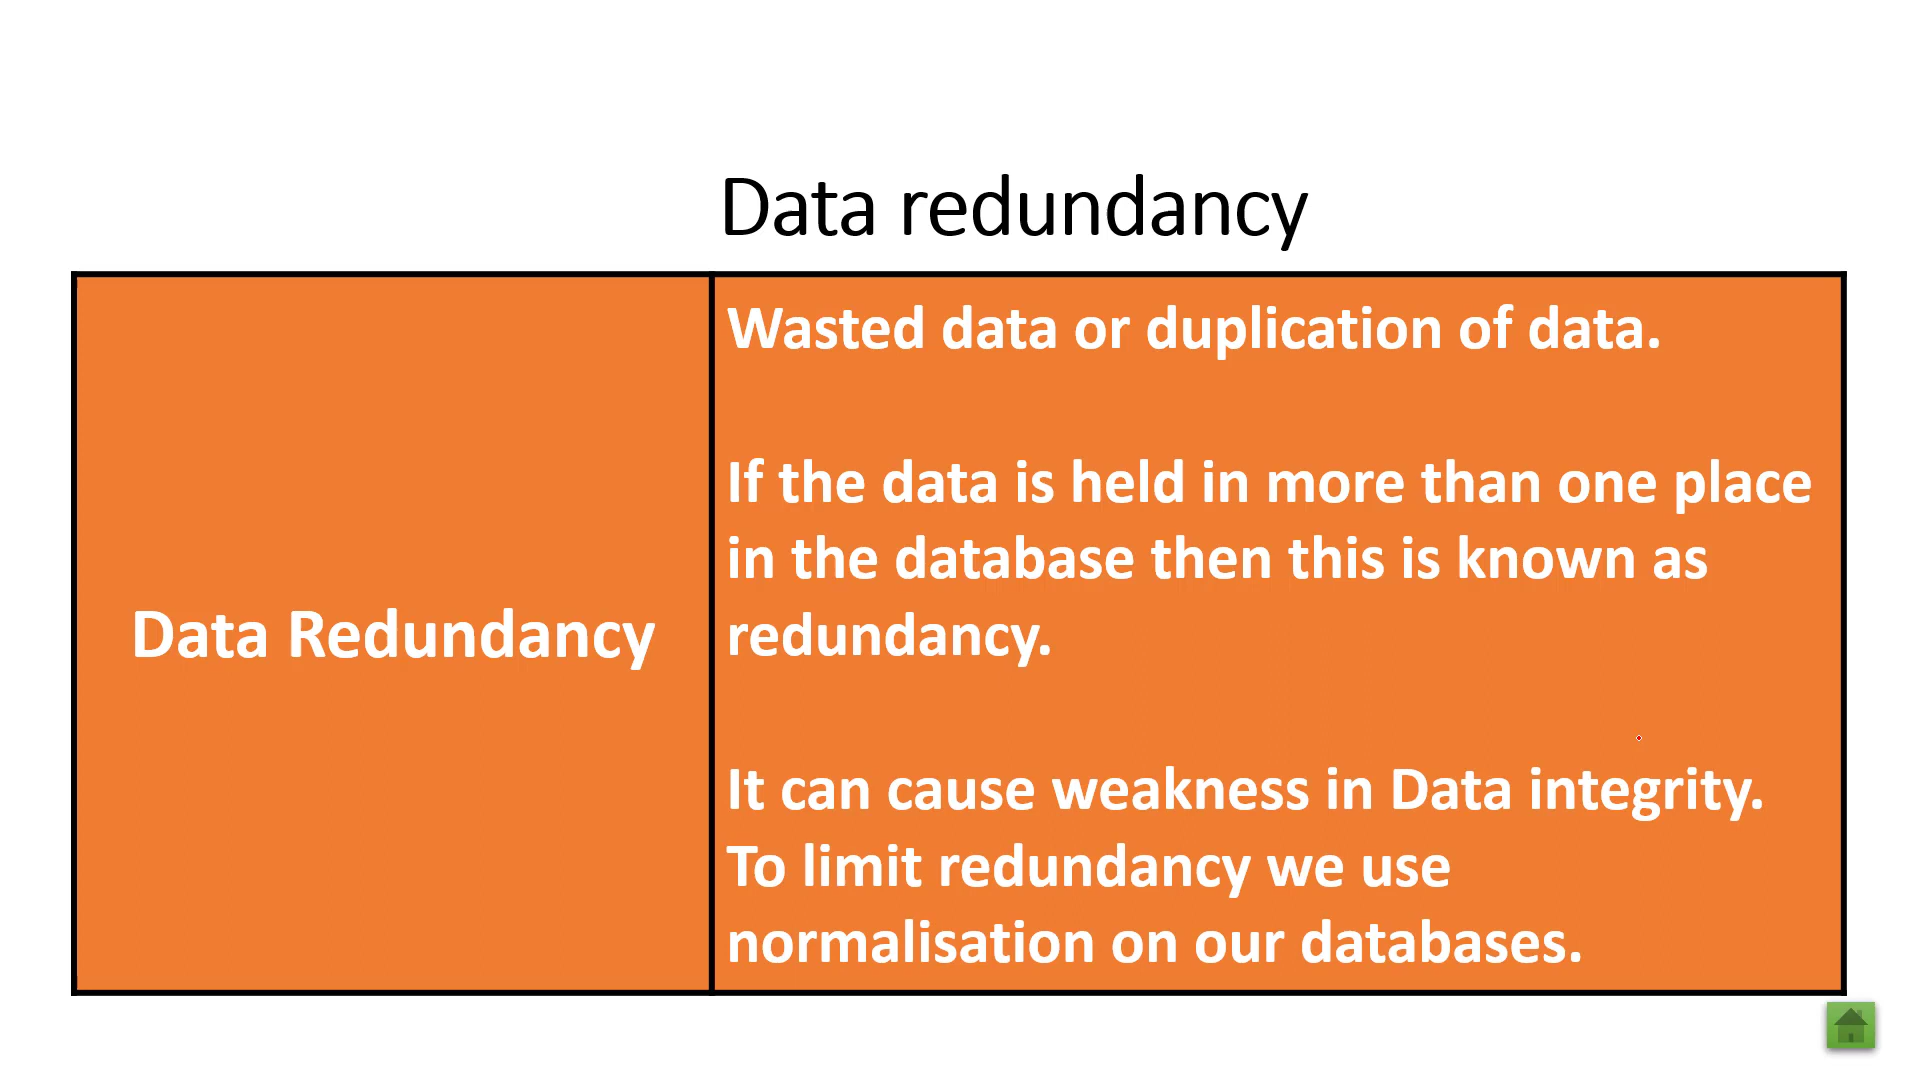 Data redundancy
Data Redundancy
Wasted data or duplication of data.
If the data is held in more than one place
in the database then this is known as
redundancy.
It can cause weakness in Data integrity.
To limit redundancy we use
normalisation on our databases.